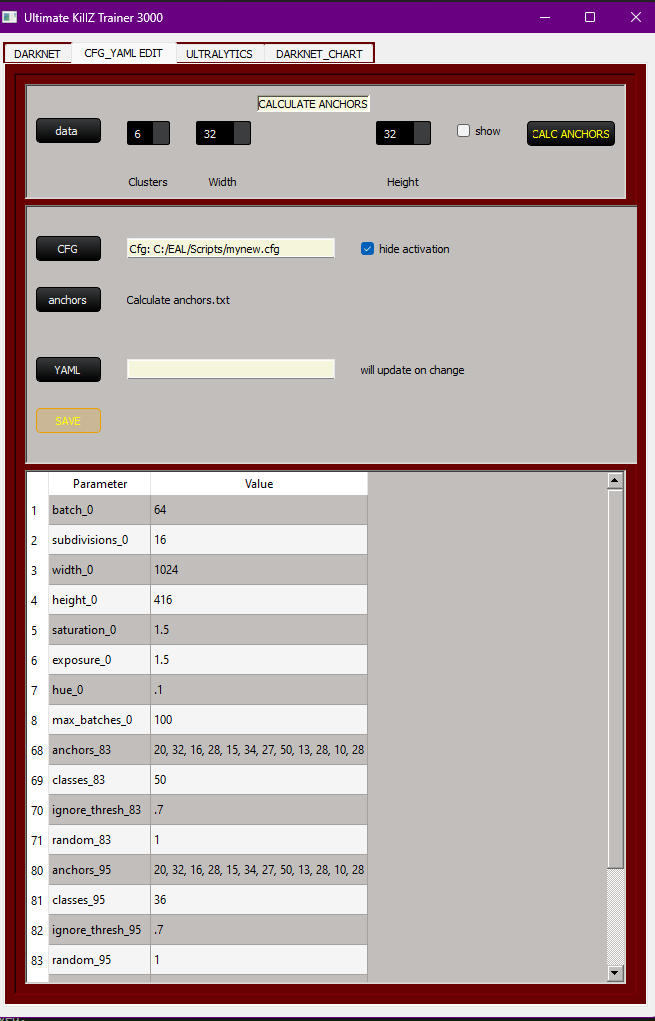 Ultimate KillZ Trainer 3000
DARKNET CFG_YAML EDIT ULTRALYTICS DARKNET_CHART
CALCULATE ANCHORS
data 6 32 32 show CALC ANCHORS
Clusters Width Height
CFG Cfg: C:/EAL/Scripts/mynew.cfg hide activation
anchors Calculate anchors.txt
YAML will update on change
SAVE
Parameter Value
1 batch_0 64
2 subdivisions_0 16
3 width_0 1024
4 height_0 416
5 saturation_0 1.5
6 exposure_0 1.5
7 hue_0 .1
8 max_batches_0 100
68 anchors_83 20, 32, 16, 28, 15, 34, 27, 50, 13, 28, 10, 28
69 classes_83 50
70 ignore_thresh_83 .7
71 random_83 1
80 anchors_95 20, 32, 16, 28, 15, 34, 27, 50, 13, 28, 10, 28
81 classes_95 36
82 ignore_thresh_95 .7
83 random_95 1